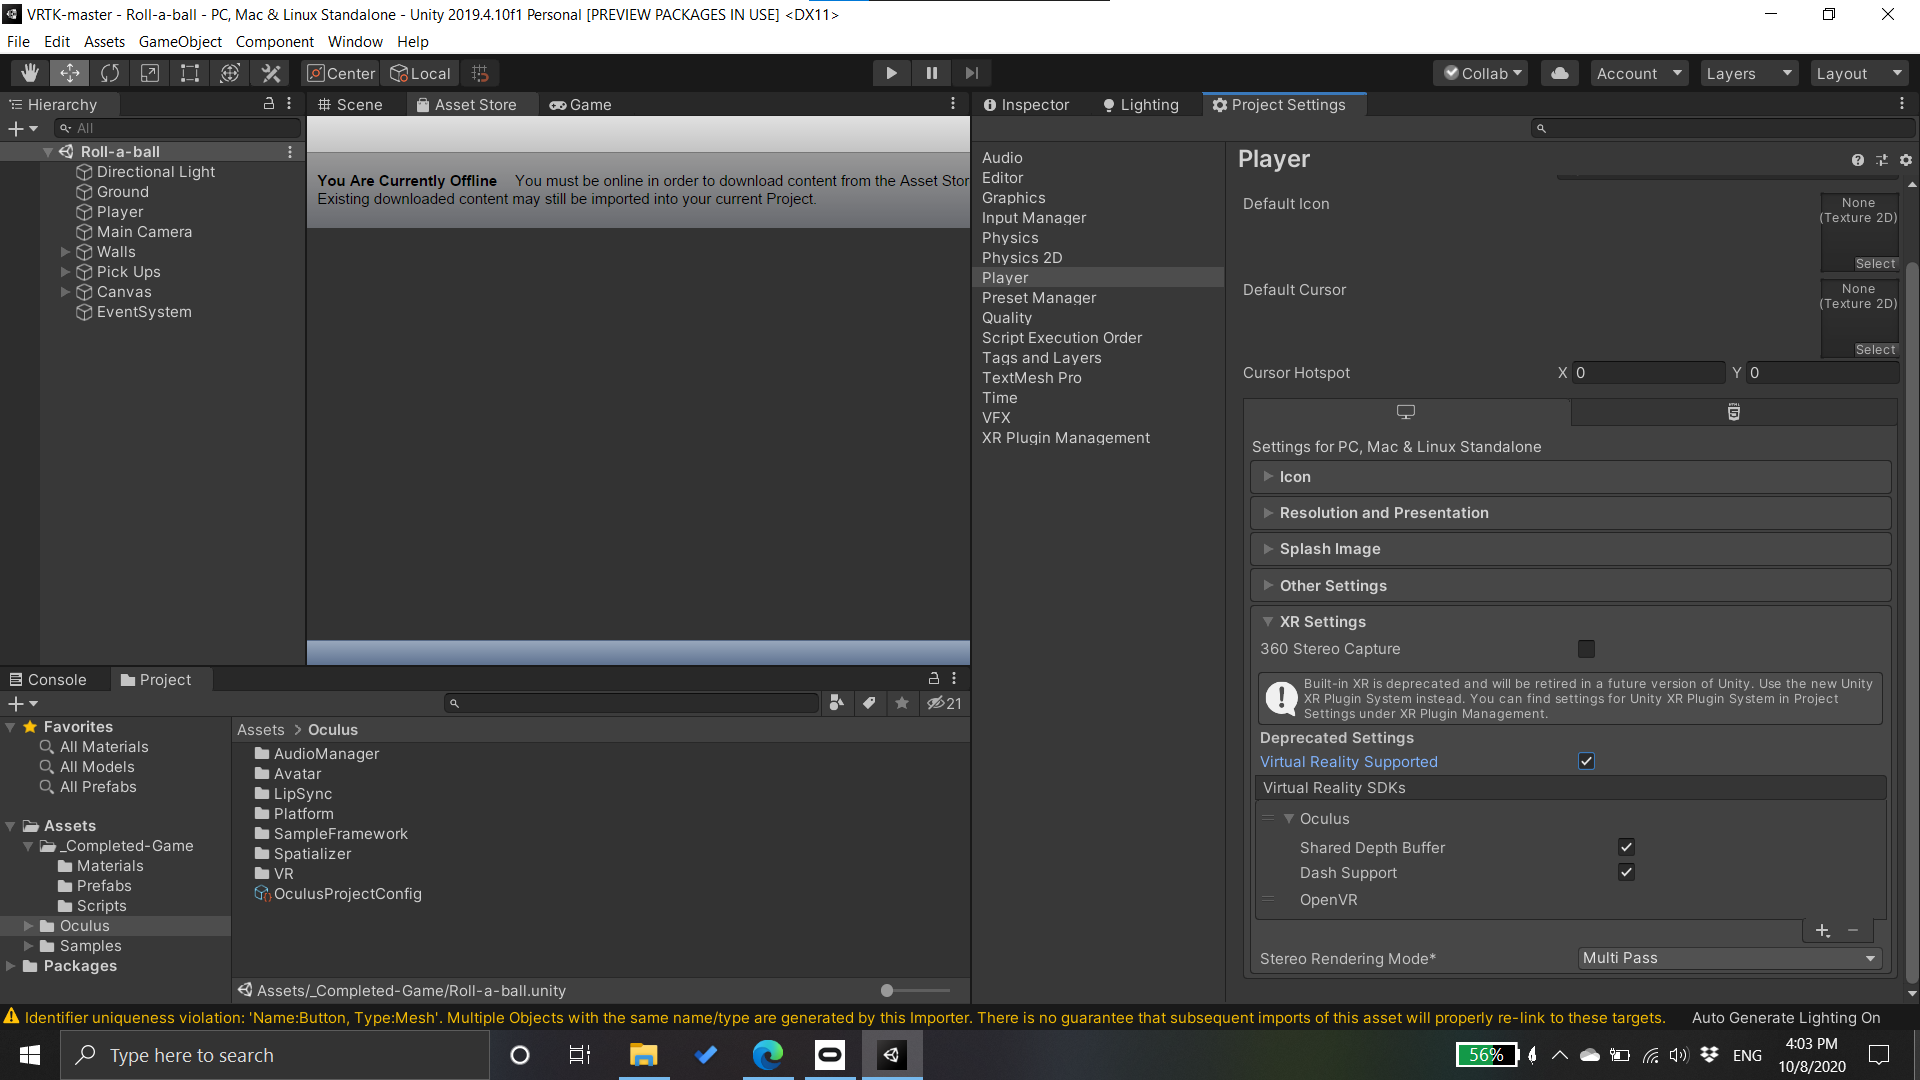 VRTK-master - Roll-a-ball - PC, Mac & Linux Standalone - Unity 2019.4.10f1 Personal [PREVIEW PACKAGES IN USE] <DX11>
File Edit Assets GameObject Component Window Help
Center Local Collab Account Layers Layout
Hierarchy
All
Roll-a-ball
Directional Light
Ground
Player
Main Camera
Walls
Pick Ups
Canvas
EventSystem
Scene Asset Store Game
You Are Currently Offline You must be online in order to download content from the Asset Stor
Existing downloaded content may still be imported into your current Project.
Inspector Lighting Project Settings
Audio
Editor
Graphics
Input Manager
Physics
Physics 2D
Player
Preset Manager
Quality
Script Execution Order
Tags and Layers
TextMesh Pro
Time
VFX
XR Plugin Management
Player
Default Icon
None
(Texture 2D)
Select
Default Cursor
None
(Texture 2D)
Select
Cursor Hotspot X 0 Y 0
Settings for PC, Mac & Linux Standalone
Icon
Resolution and Presentation
Splash Image
Other Settings
XR Settings
360 Stereo Capture
Built-in XR is deprecated and will be retired in a future version of Unity. Use the new Unity
XR Plugin System instead. You can find settings for Unity XR Plugin System in Project
Settings under XR Plugin Management.
Deprecated Settings
Virtual Reality Supported
Virtual Reality SDKs
Oculus
Shared Depth Buffer
Dash Support
OpenVR
Stereo Rendering Mode* Multi Pass
Console Project
21
Favorites
All Materials
All Models
All Prefabs
Assets
_Completed-Game
Materials
Prefabs
Scripts
Oculus
Samples
Packages
Assets > Oculus
AudioManager
Avatar
LipSync
Platform
SampleFramework
Spatializer
VR
OculusProjectConfig
Assets/_Completed-Game/Roll-a-ball.unity
Identifier uniqueness violation: 'Name:Button, Type:Mesh'. Multiple Objects with the same name/type are generated by this Importer. There is no guarantee that subsequent imports of this asset will properly re-link to these targets.
Auto Generate Lighting On
Type here to search
56%
ENG
4:03 PM
10/8/2020